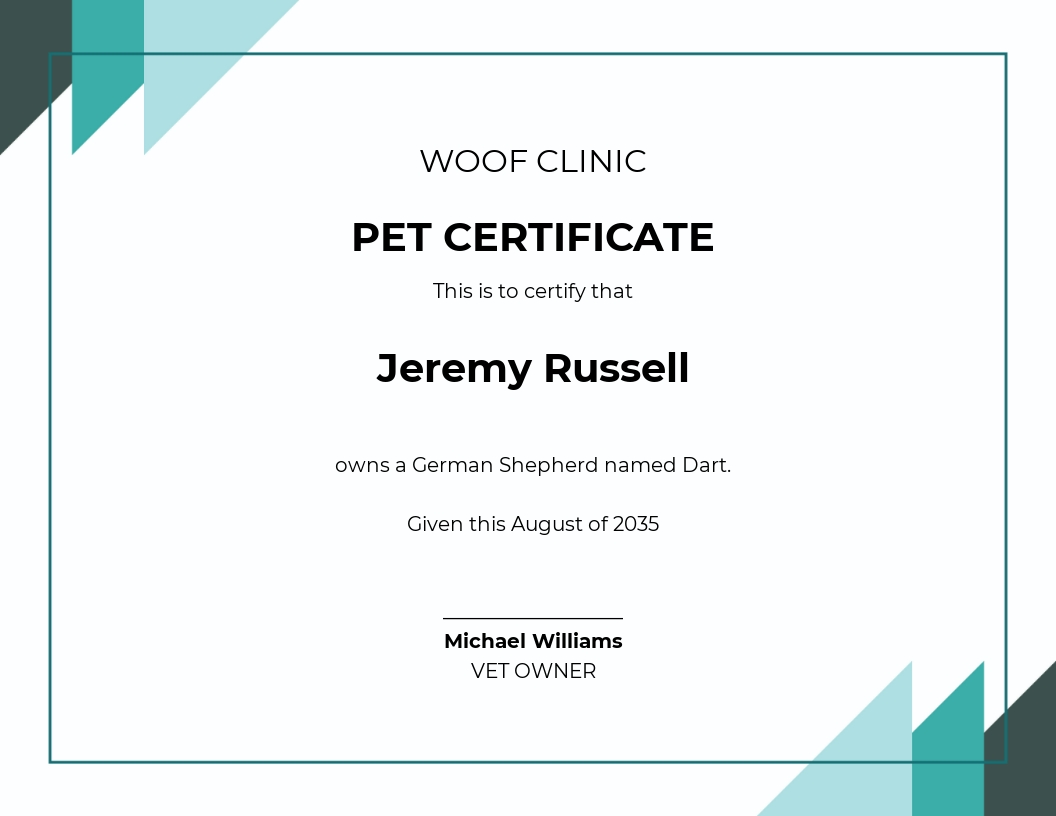 WOOF CLINIC
PET CERTIFICATE
This is to certify that
Jeremy Russell
owns a German Shepherd named Dart.
Given this August of 2035
Michael Williams
VET OWNER